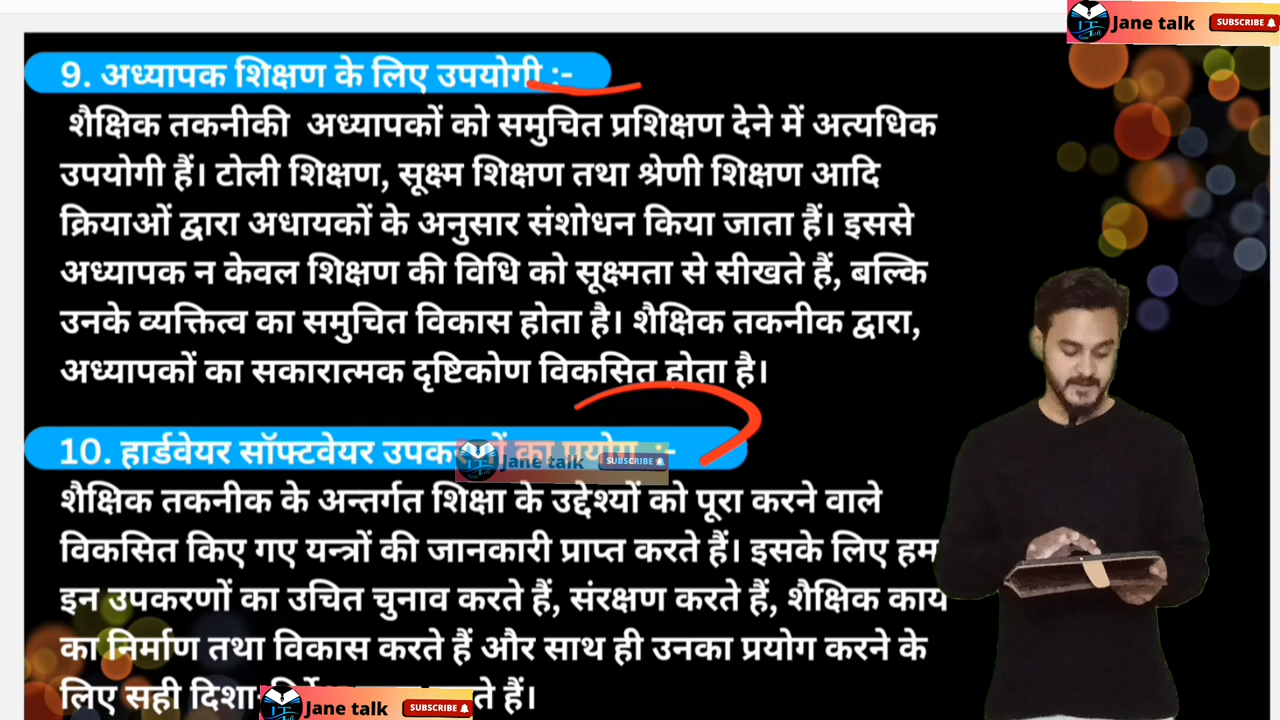 Jane talk SUBSCRIBE
9. अध्यापक शिक्षण के लिए उपयोगी :-
शैक्षिक तकनीकी अध्यापकों को समुचित प्रशिक्षण देने में अत्यधिक
उपयोगी हैं। टोली शिक्षण, सूक्ष्म शिक्षण तथा श्रेणी शिक्षण आदि
क्रियाओं द्वारा अधायकों के अनुसार संशोधन किया जाता हैं। इससे
अध्यापक न केवल शिक्षण की विधि को सूक्ष्मता से सीखते हैं, बल्कि
उनके व्यक्तित्व का समुचित विकास होता है। शैक्षिक तकनीक द्वारा,
अध्यापकों का सकारात्मक दृष्टिकोण विकसित होता है।
10. हार्डवेयर सॉफ्टवेयर का प्रयोग :-
Jane talk SUBSCRIBE
शैक्षिक तकनीक के अन्तर्गत शिक्षा के उद्देश्यों को पूरा करने वाले
विकसित किए गए यन्त्रों की जानकारी प्राप्त करते हैं। इसके लिए हम
इन उपकरणों का उचित चुनाव करते हैं, संरक्षण करते हैं, शैक्षिक
का निर्माण तथा विकास करते हैं और साथ ही उनका प्रयोग करने के
लिए सही हैं।
Jane talk SUBSCRIBE